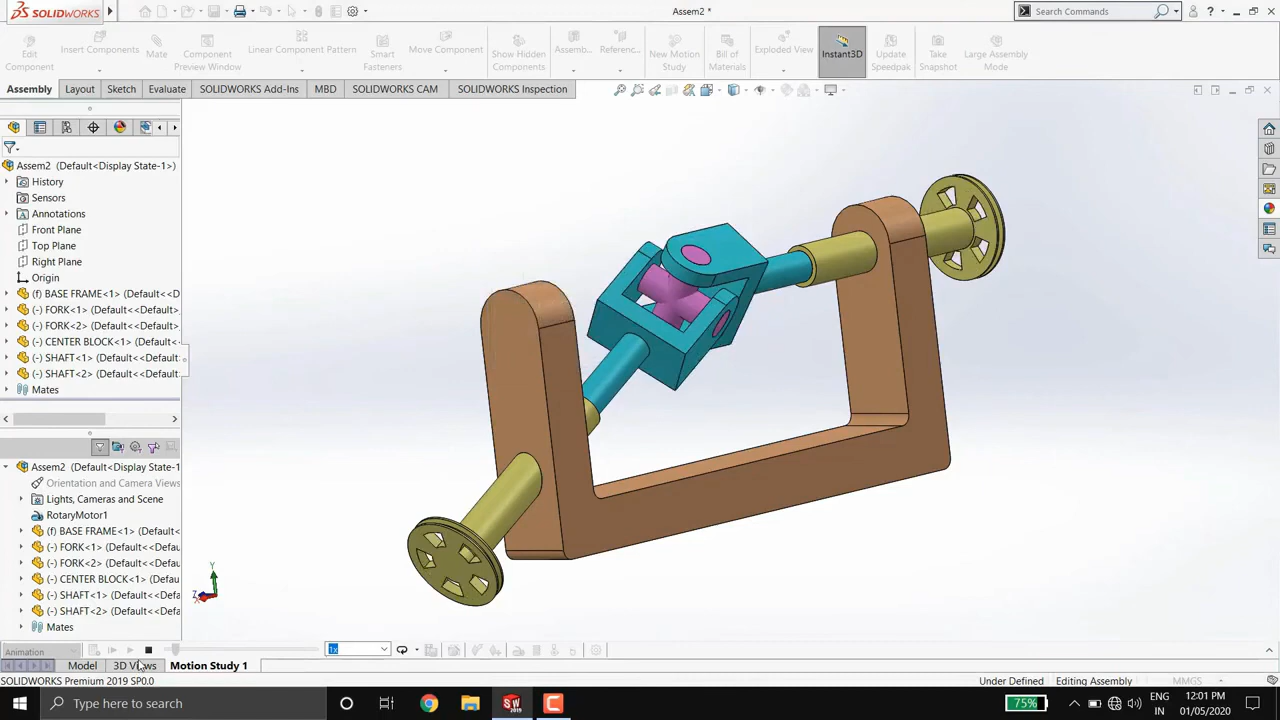 SOLIDWORKS
Assem2 *
Search Commands
Edit Component
Insert Components
Mate
Component Preview Window
Linear Component Pattern
Smart Fasteners
Move Component
Show Hidden Components
Assemb...
Referenc...
New Motion Study
Bill of Materials
Exploded View
Instant3D
Update Speedpak
Take Snapshot
Large Assembly Mode
Assembly
Layout
Sketch
Evaluate
SOLIDWORKS Add-Ins
MBD
SOLIDWORKS CAM
SOLIDWORKS Inspection
Assem2 (Default<Display State-1>)
History
Sensors
Annotations
Front Plane
Top Plane
Right Plane
Origin
(f) BASE FRAME<1> (Default<<D
(-) FORK<1> (Default<<Default
(-) FORK<2> (Default<<Default
(-) CENTER BLOCK<1> (Default<
(-) SHAFT<1> (Default<<Default
(-) SHAFT<2> (Default<<Default
Mates
Assem2 (Default<Display State-1
Orientation and Camera Views
Lights, Cameras and Scene
RotaryMotor1
(f) BASE FRAME<1> (Default<
(-) FORK<1> (Default<<Defau
(-) FORK<2> (Default<<Defau
(-) CENTER BLOCK<1> (Defau
(-) SHAFT<1> (Default<<Defa
(-) SHAFT<2> (Default<<Defa
Mates
Y
Z
Animation
1x
Model
3D Views
Motion Study 1
SOLIDWORKS Premium 2019 SP0.0
Under Defined
Editing Assembly
MMGS
Type here to search
75%
ENG
IN
12:01 PM
01/05/2020